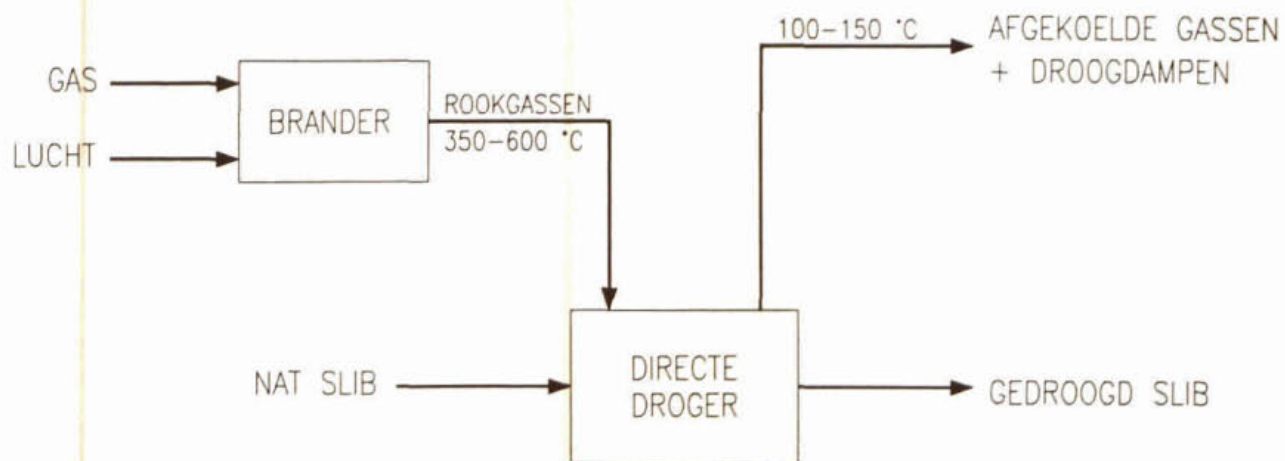 100-150 °C
AFGEKOELDE GASSEN
+ DROOGDAMPEN
GAS
LUCHT
BRANDER
ROOKGASSEN
350-600 °C
NAT SLIB
DIRECTE
DROGER
GEDROOGD SLIB